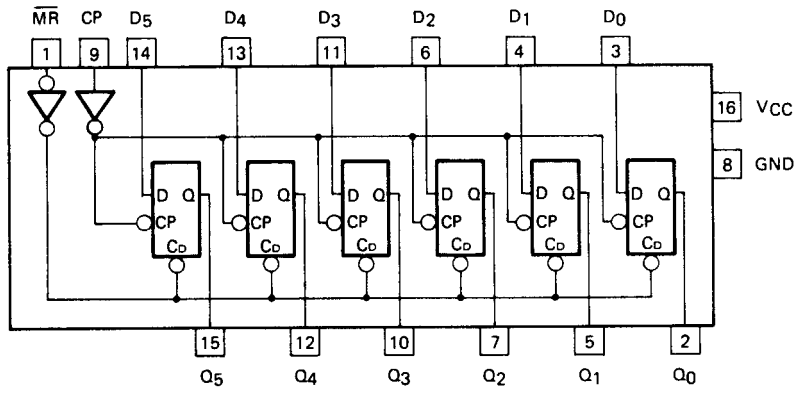 MR CP D5 D4 D3 D2 D1 D0
1 9 14 13 11 6 4 3
16 VCC
8 GND
D Q D Q D Q D Q D Q D Q
CP CP CP CP CP CP
CD CD CD CD CD CD
15 12 10 7 5 2
Q5 Q4 Q3 Q2 Q1 Q0